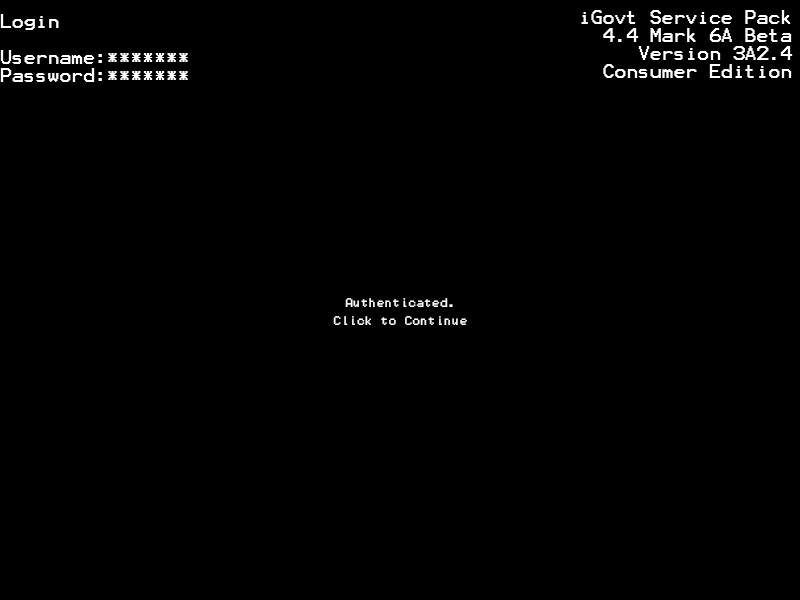 Login
Username:*******
Password:*******
iGovt Service Pack
4.4 Mark 6A Beta
Version 3A2.4
Consumer Edition
Authenticated.
Click to Continue